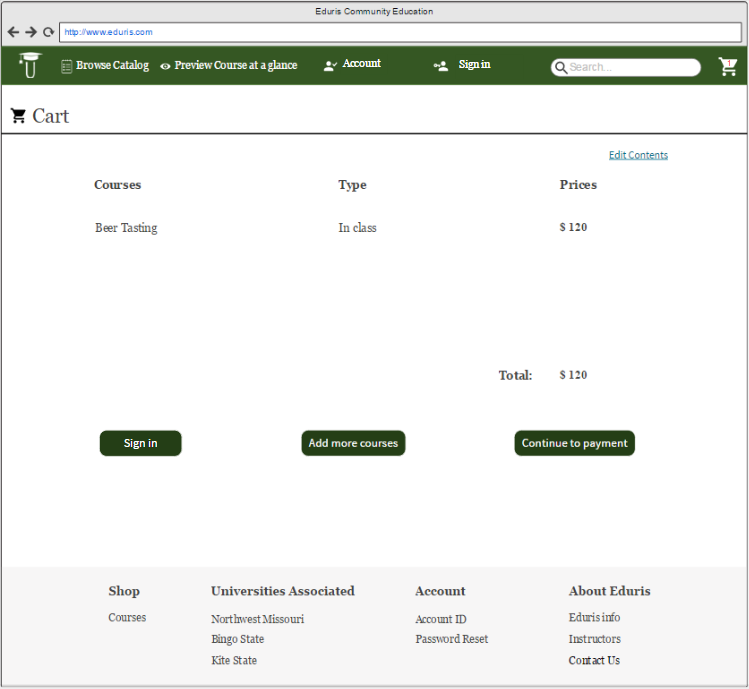 Eduris Community Education
http://www.eduris.com
Browse Catalog Preview Course at a glance Account Sign in Search... 1
Cart
Edit Contents
Courses Type Prices
Beer Tasting In class $ 120
Total: $ 120
Sign in Add more courses Continue to payment
Shop Universities Associated Account About Eduris
Courses Northwest Missouri Account ID Eduris info
Bingo State Password Reset Instructors
Kite State Contact Us